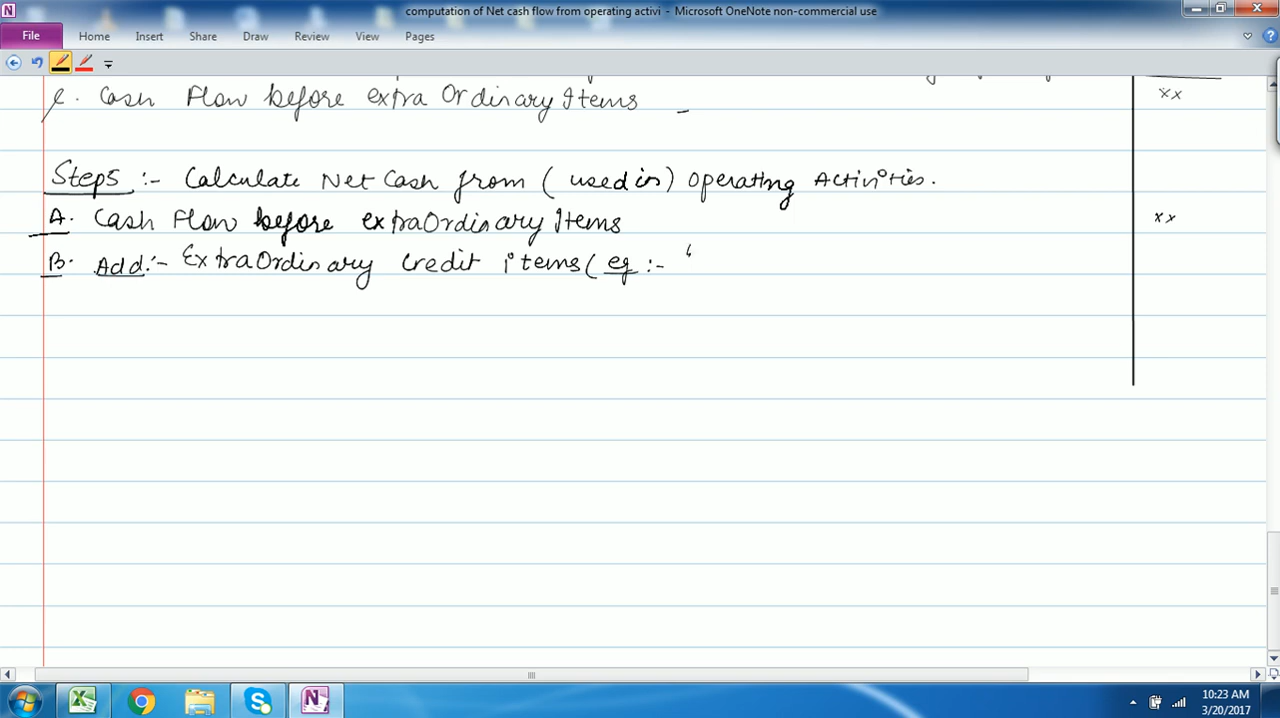 computation of Net cash flow from operating activi - Microsoft OneNote non-commercial use
File Home Insert Share Draw Review View Pages
C. Cash Flow before extra Ordinary Items xx
Step5 :- Calculate Net Cash from ( used in ) Operating Activities.
A. Cash Flow before extraOrdinary Items xx
B. Add :- ExtraOrdinary Credit items ( eg :- "
10:23 AM
3/20/2017